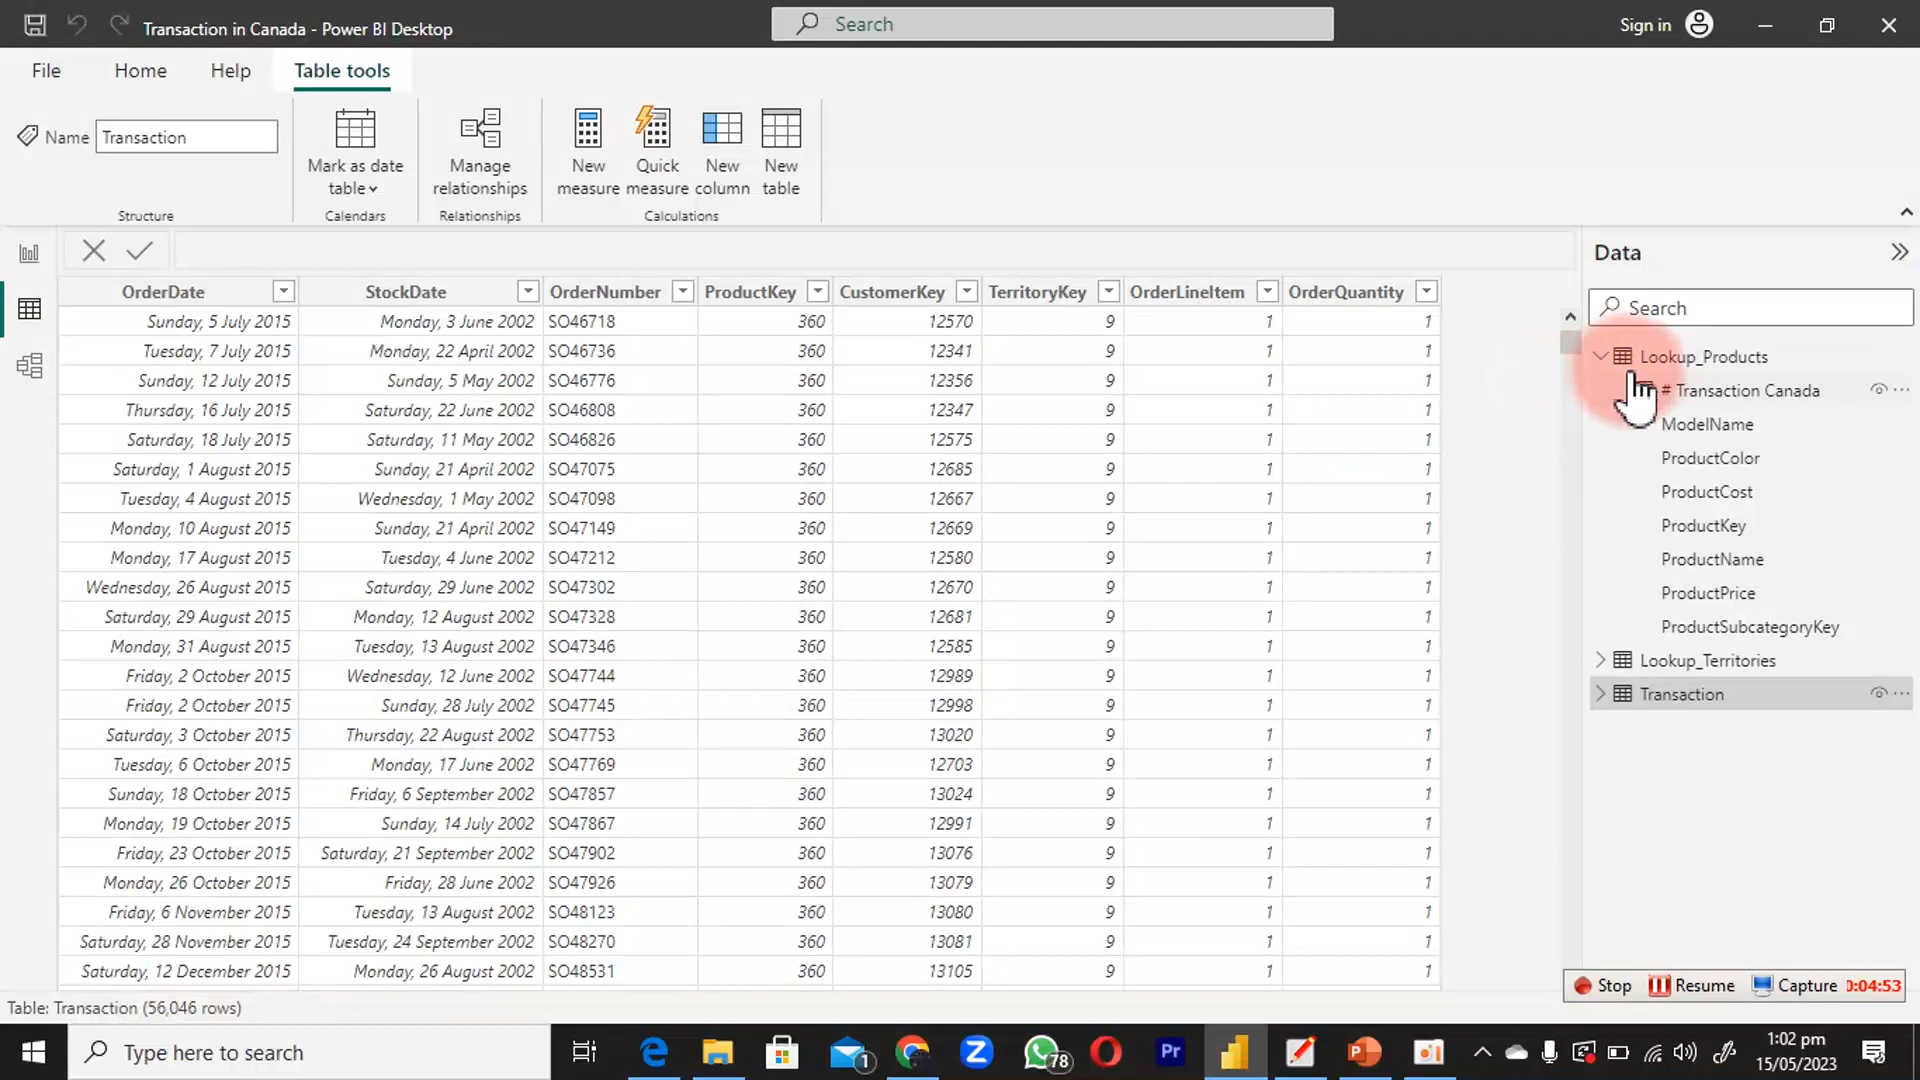 Transaction in Canada - Power BI Desktop
Search
Sign in
File
Home
Help
Table tools
Name
Transaction
Structure
Mark as date table
Calendars
Manage relationships
Relationships
New measure
Quick measure
New column
New table
Calculations
OrderDate StockDate OrderNumber ProductKey CustomerKey TerritoryKey OrderLineItem OrderQuantity
Sunday, 5 July 2015 Monday, 3 June 2002 SO46718 360 12570 9 1 1
Tuesday, 7 July 2015 Monday, 22 April 2002 SO46736 360 12341 9 1 1
Sunday, 12 July 2015 Sunday, 5 May 2002 SO46776 360 12356 9 1 1
Thursday, 16 July 2015 Saturday, 22 June 2002 SO46808 360 12347 9 1 1
Saturday, 18 July 2015 Saturday, 11 May 2002 SO46826 360 12575 9 1 1
Saturday, 1 August 2015 Sunday, 21 April 2002 SO47075 360 12685 9 1 1
Tuesday, 4 August 2015 Wednesday, 1 May 2002 SO47098 360 12667 9 1 1
Monday, 10 August 2015 Sunday, 21 April 2002 SO47149 360 12669 9 1 1
Monday, 17 August 2015 Tuesday, 4 June 2002 SO47212 360 12580 9 1 1
Wednesday, 26 August 2015 Saturday, 29 June 2002 SO47302 360 12670 9 1 1
Saturday, 29 August 2015 Monday, 12 August 2002 SO47328 360 12681 9 1 1
Monday, 31 August 2015 Tuesday, 13 August 2002 SO47346 360 12585 9 1 1
Friday, 2 October 2015 Wednesday, 12 June 2002 SO47744 360 12989 9 1 1
Friday, 2 October 2015 Sunday, 28 July 2002 SO47745 360 12998 9 1 1
Saturday, 3 October 2015 Thursday, 22 August 2002 SO47753 360 13020 9 1 1
Tuesday, 6 October 2015 Monday, 17 June 2002 SO47769 360 12703 9 1 1
Sunday, 18 October 2015 Friday, 6 September 2002 SO47857 360 13024 9 1 1
Monday, 19 October 2015 Sunday, 14 July 2002 SO47867 360 12991 9 1 1
Friday, 23 October 2015 Saturday, 21 September 2002 SO47902 360 13076 9 1 1
Monday, 26 October 2015 Friday, 28 June 2002 SO47926 360 13079 9 1 1
Friday, 6 November 2015 Tuesday, 13 August 2002 SO48123 360 13080 9 1 1
Saturday, 28 November 2015 Tuesday, 24 September 2002 SO48270 360 13081 9 1 1
Saturday, 12 December 2015 Monday, 26 August 2002 SO48531 360 13105 9 1 1
Data
Search
Lookup_Products
# Transaction Canada
ModelName
ProductColor
ProductCost
ProductKey
ProductName
ProductPrice
ProductSubcategoryKey
Lookup_Territories
Transaction
Stop Resume Capture 0:04:53
Table: Transaction (56,046 rows)
Type here to search
1
78
Pr
1:02 pm
15/05/2023